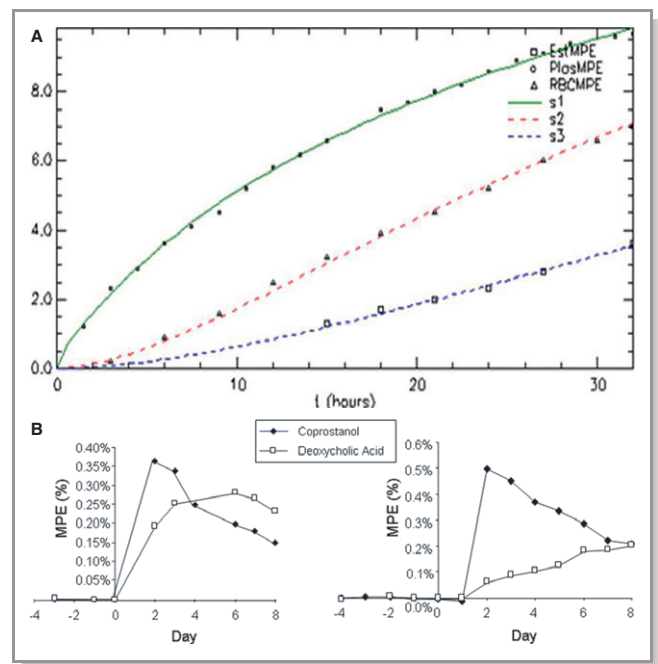 A
EstMPE
PlasMPE
RBCMPE
s1
s2
s3
8.0
6.0
4.0
2.0
0.0
0 10 20 30
t (hours)
B
Coprostanol
Deoxycholic Acid
MPE (%)
0.40%
0.35%
0.30%
0.25%
0.20%
0.15%
0.10%
0.05%
-4 -2 0 2 4 6 8
Day
MPE (%)
0.6%
0.5%
0.4%
0.3%
0.2%
0.1%
0.0%
-4 -2 0 2 4 6 8
Day